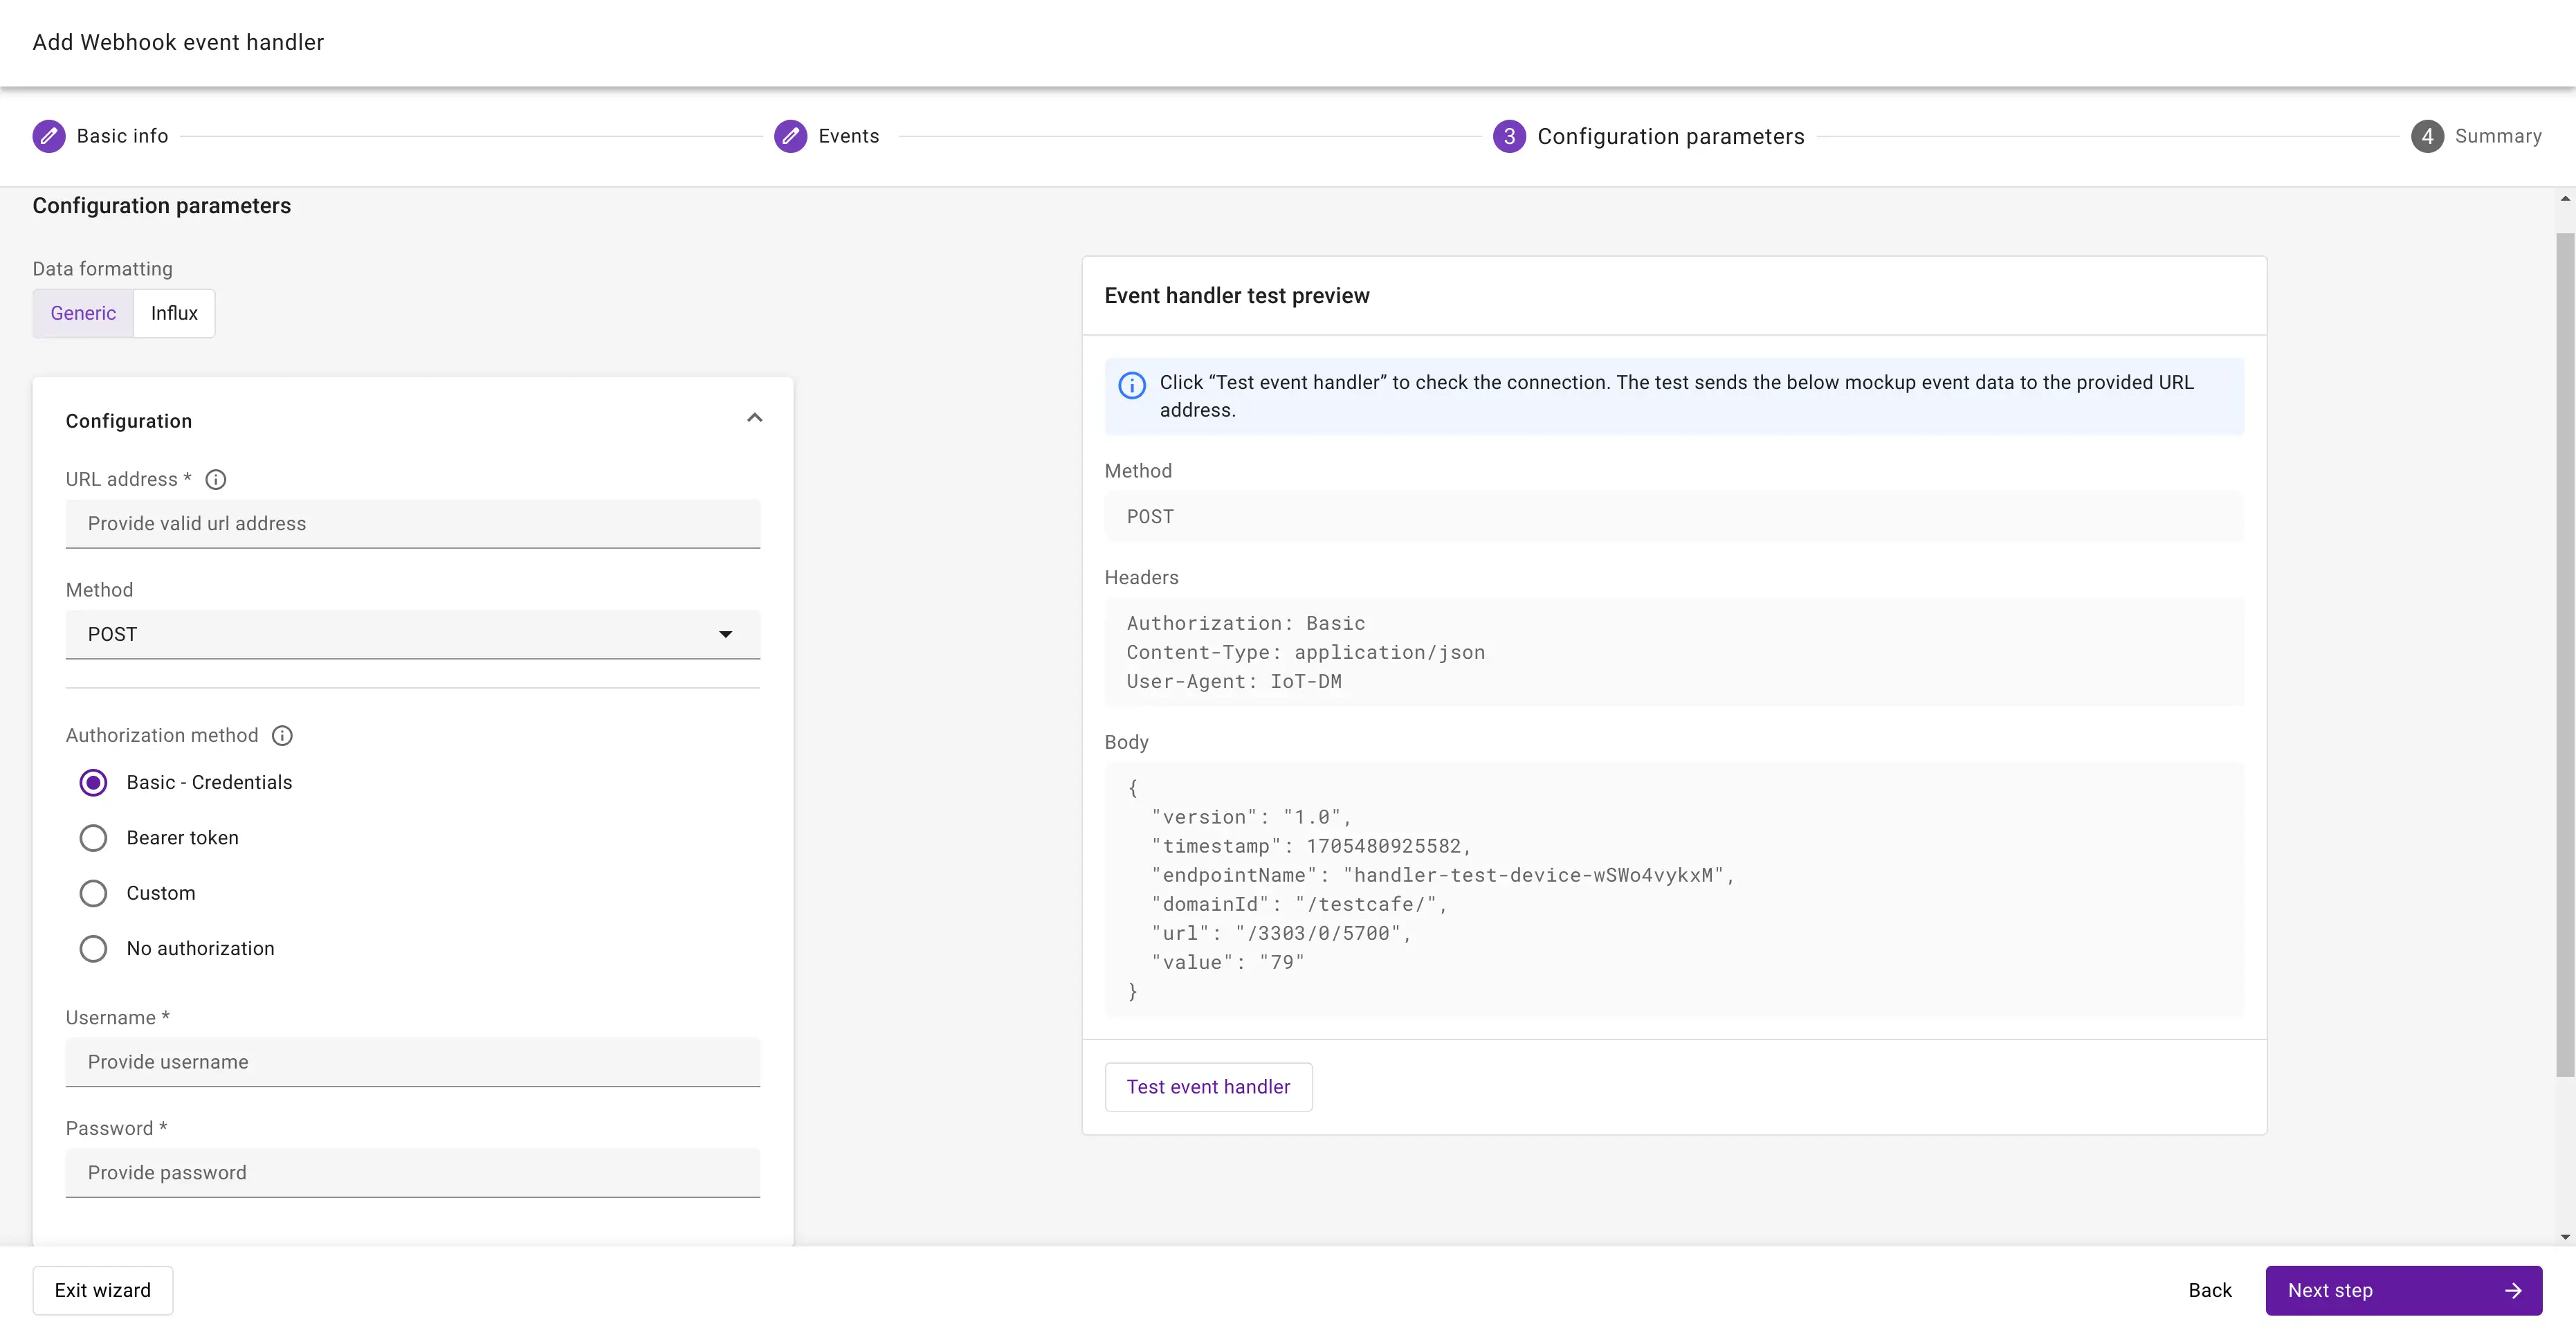 Add Webhook event handler
Basic info
Events
3 Configuration parameters
4 Summary
Configuration parameters
Data formatting
Generic Influx
Configuration
URL address *
Provide valid url address
Method
POST
Authorization method
Basic - Credentials
Bearer token
Custom
No authorization
Username *
Provide username
Password *
Provide password
Event handler test preview
Click “Test event handler” to check the connection. The test sends the below mockup event data to the provided URL
address.
Method
POST
Headers
Authorization: Basic
Content-Type: application/json
User-Agent: IoT-DM
Body
{
"version": "1.0",
"timestamp": 1705480925582,
"endpointName": "handler-test-device-wSWo4vykxM",
"domainId": "/testcafe/",
"url": "/3303/0/5700",
"value": "79"
}
Test event handler
Exit wizard
Back
Next step